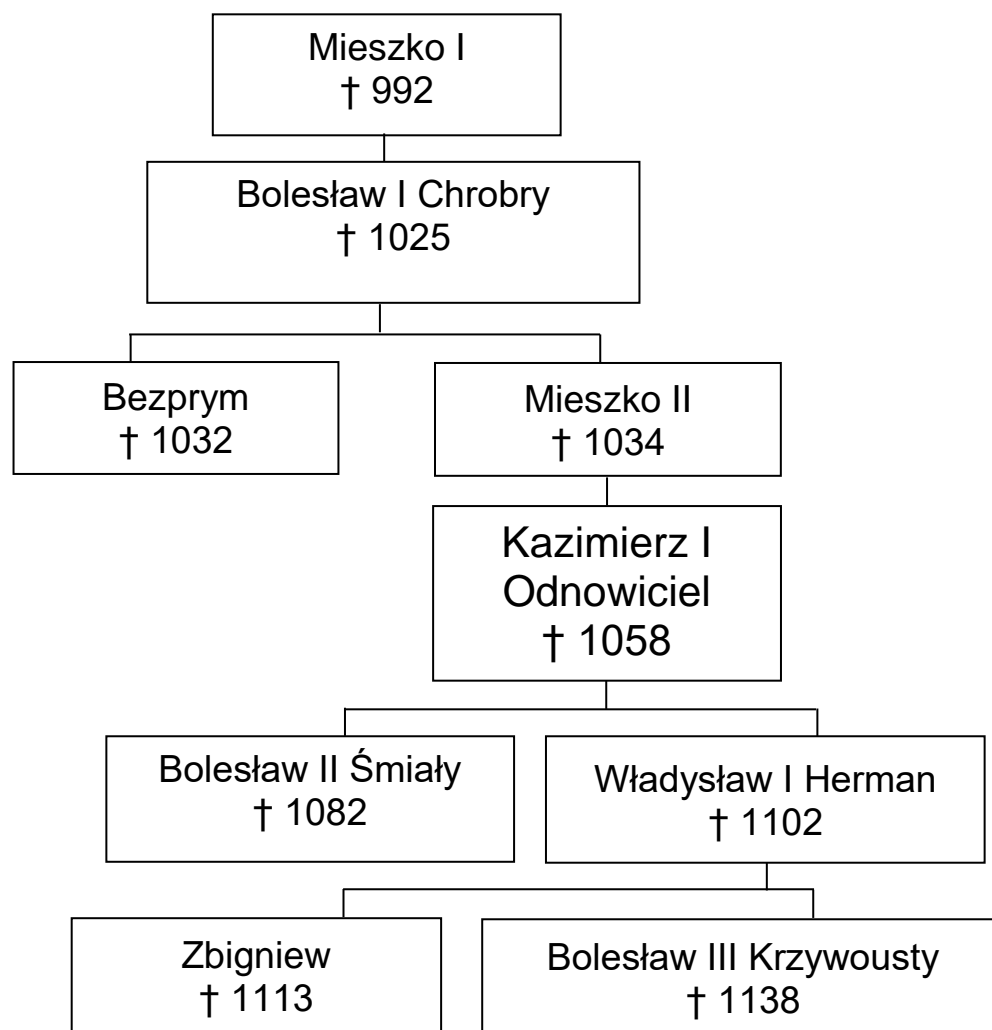 Mieszko I
† 992
Bolesław I Chrobry
† 1025
Bezprym
† 1032
Mieszko II
† 1034
Kazimierz I
Odnowiciel
† 1058
Bolesław II Śmiały
† 1082
Władysław I Herman
† 1102
Zbigniew
† 1113
Bolesław III Krzywousty
† 1138